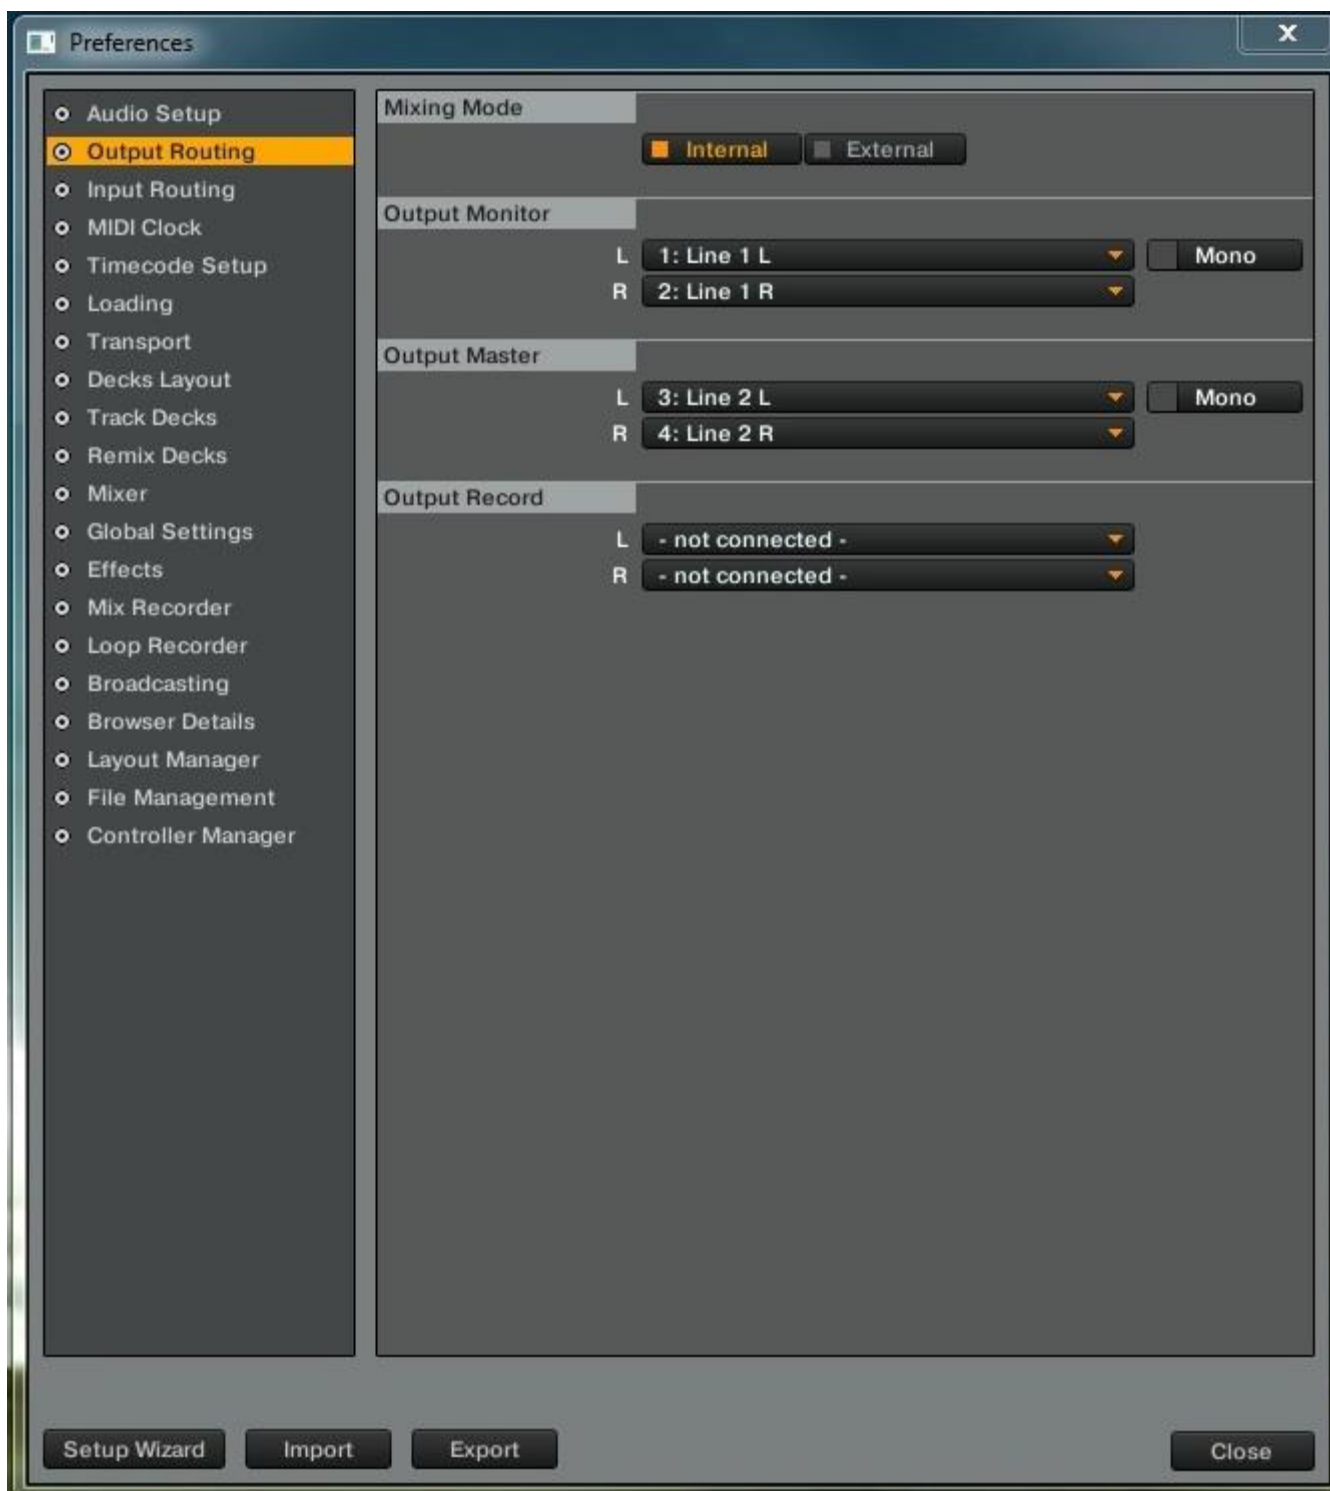 Preferences
x
Audio Setup
Output Routing
Input Routing
MIDI Clock
Timecode Setup
Loading
Transport
Decks Layout
Track Decks
Remix Decks
Mixer
Global Settings
Effects
Mix Recorder
Loop Recorder
Broadcasting
Browser Details
Layout Manager
File Management
Controller Manager
Mixing Mode
Internal External
Output Monitor
L 1: Line 1 L Mono
R 2: Line 1 R
Output Master
L 3: Line 2 L Mono
R 4: Line 2 R
Output Record
L - not connected -
R - not connected -
Setup Wizard Import Export Close